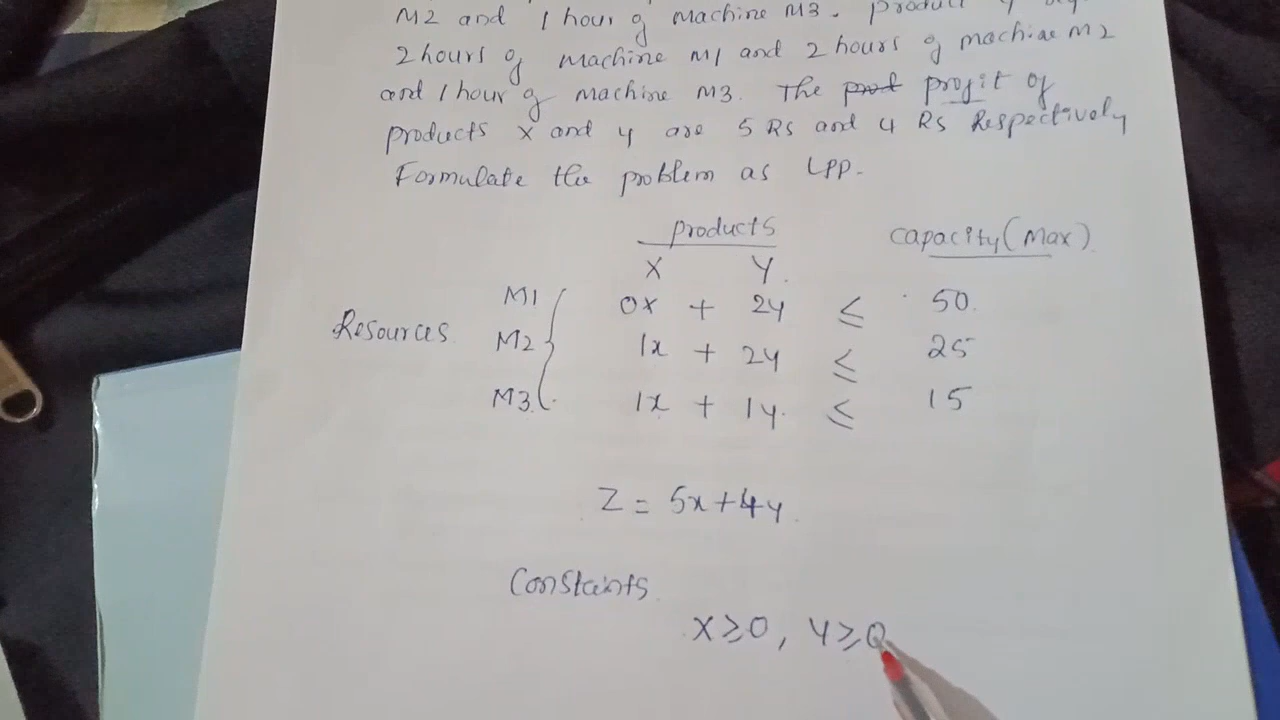 M2 and 1 hour of machine M3. Product Y
2 hours of machine M1 and 2 hours of machine M2
and 1 hour of machine M3. The profit of
products X and Y are 5 Rs and 4 Rs Respectively
Formulate the problem as LPP.
products
capacity(Max)
X Y.
M1 0x + 2y ≤ 50.
Resources M2 1x + 2y ≤ 25
M3 1x + 1y. ≤ 15
Z = 5x+4y.
Constaints
X≥0, Y≥0